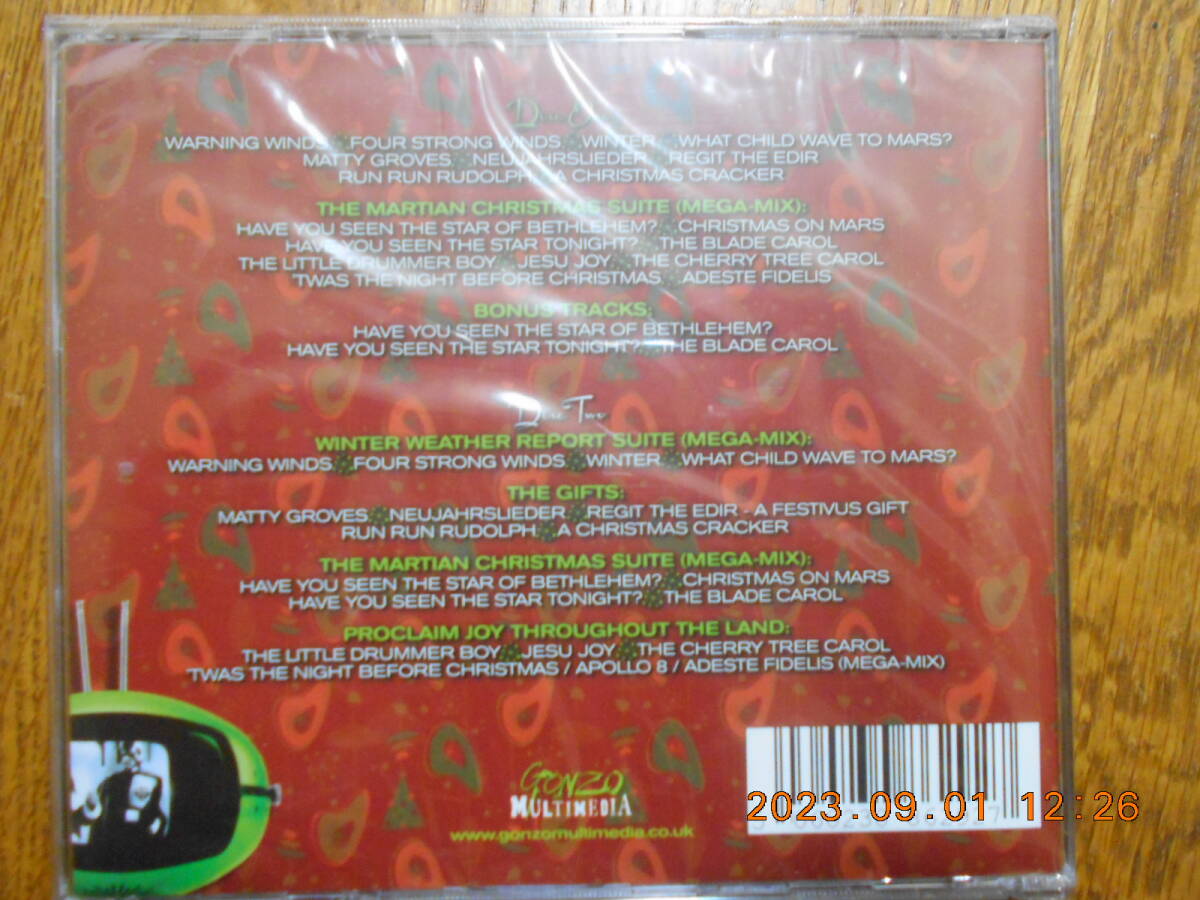 Disc One
WARNING WINDS FOUR STRONG WINDS WINTER WHAT CHILD WAVE TO MARS?
MATTY GROVES NEUJAHRSLIEDER REGIT THE EDIR
RUN RUN RUDOLPH A CHRISTMAS CRACKER
THE MARTIAN CHRISTMAS SUITE (MEGA-MIX):
HAVE YOU SEEN THE STAR OF BETHLEHEM? CHRISTMAS ON MARS
HAVE YOU SEEN THE STAR TONIGHT? THE BLADE CAROL
THE LITTLE DRUMMER BOY JESU JOY THE CHERRY TREE CAROL
'TWAS THE NIGHT BEFORE CHRISTMAS ADESTE FIDELIS
BONUS TRACKS:
HAVE YOU SEEN THE STAR OF BETHLEHEM?
HAVE YOU SEEN THE STAR TONIGHT? THE BLADE CAROL
Disc Two
WINTER WEATHER REPORT SUITE (MEGA-MIX):
WARNING WINDS FOUR STRONG WINDS WINTER WHAT CHILD WAVE TO MARS?
THE GIFTS:
MATTY GROVES NEUJAHRSLIEDER REGIT THE EDIR - A FESTIVUS GIFT
RUN RUN RUDOLPH A CHRISTMAS CRACKER
THE MARTIAN CHRISTMAS SUITE (MEGA-MIX):
HAVE YOU SEEN THE STAR OF BETHLEHEM? CHRISTMAS ON MARS
HAVE YOU SEEN THE STAR TONIGHT? THE BLADE CAROL
PROCLAIM JOY THROUGHOUT THE LAND:
THE LITTLE DRUMMER BOY JESU JOY THE CHERRY TREE CAROL
'TWAS THE NIGHT BEFORE CHRISTMAS / APOLLO 8 / ADESTE FIDELIS (MEGA-MIX)
GONZO
MULTIMEDIA
www.gonzomultimedia.co.uk
2023.09.01 12:26